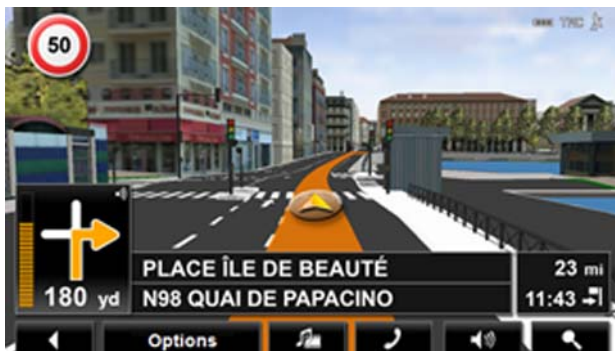 50
TMC
PLACE ÎLE DE BEAUTÉ
23 mi
180 yd
N98 QUAI DE PAPACINO
11:43
Options